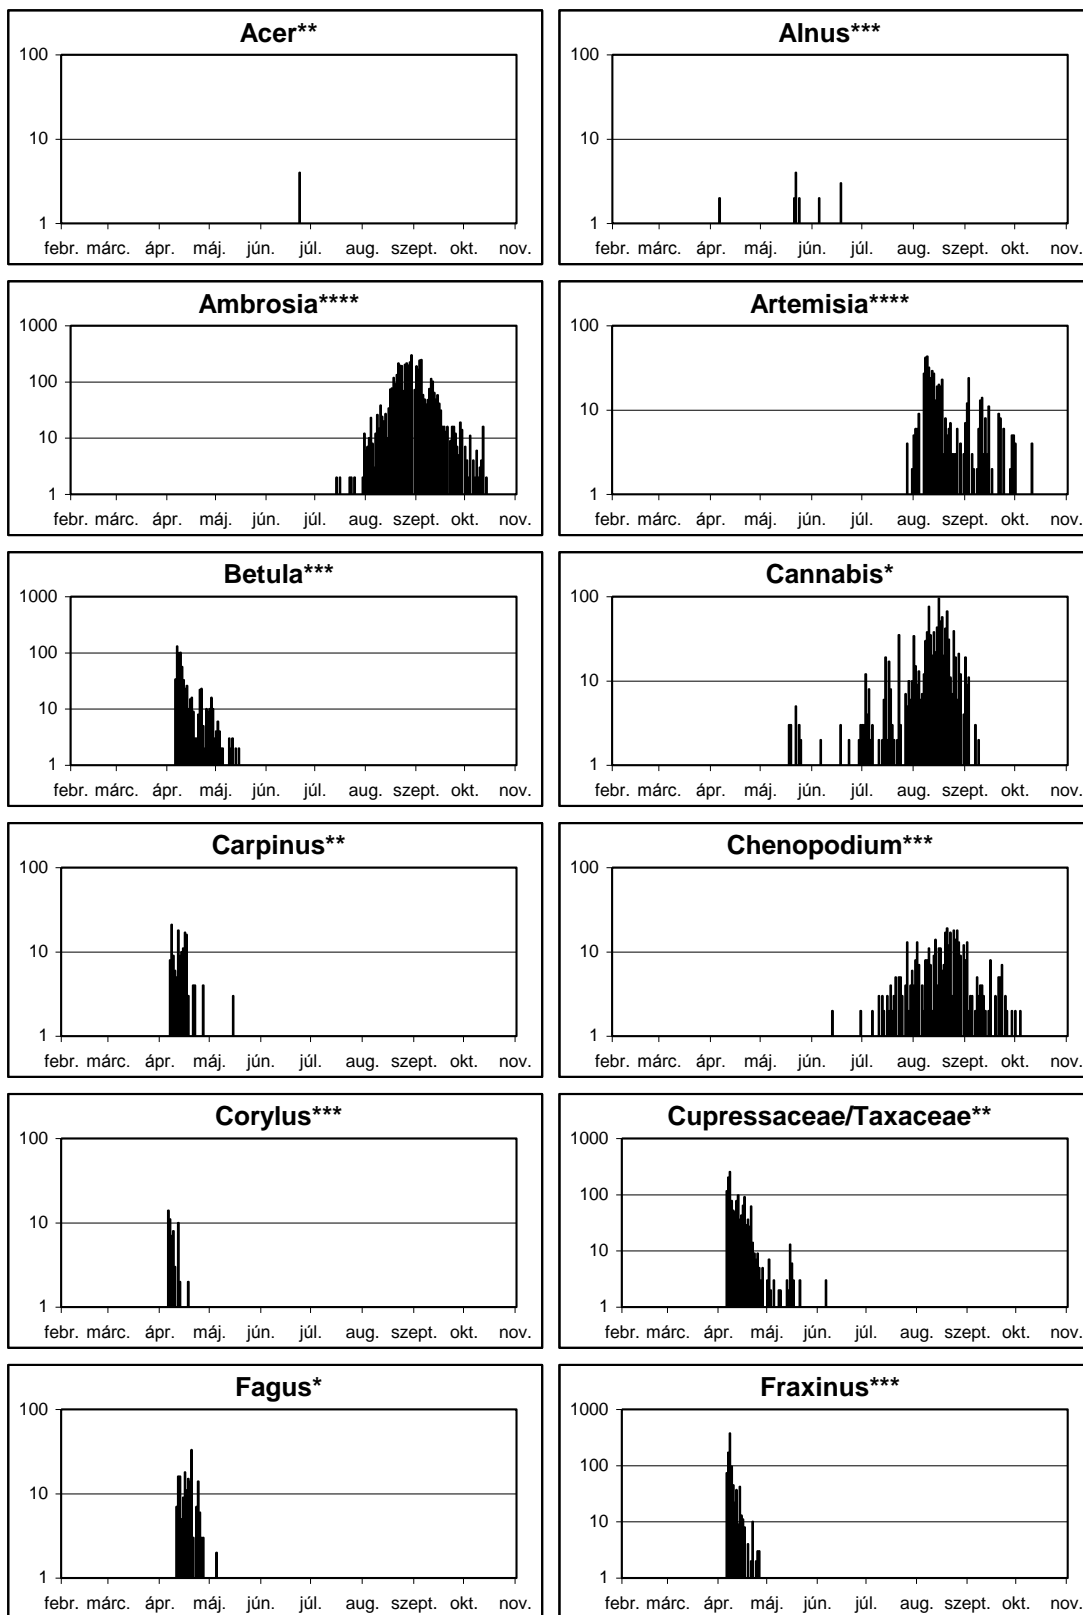 Acer**
100
10
1
febr. márc. ápr. máj. jún. júl. aug. szept. okt. nov.
Alnus***
100
10
1
febr. márc. ápr. máj. jún. júl. aug. szept. okt. nov.
Ambrosia****
1000
100
10
1
febr. márc. ápr. máj. jún. júl. aug. szept. okt. nov.
Artemisia****
100
10
1
febr. márc. ápr. máj. jún. júl. aug. szept. okt. nov.
Betula***
1000
100
10
1
febr. márc. ápr. máj. jún. júl. aug. szept. okt. nov.
Cannabis*
100
10
1
febr. márc. ápr. máj. jún. júl. aug. szept. okt. nov.
Carpinus**
100
10
1
febr. márc. ápr. máj. jún. júl. aug. szept. okt. nov.
Chenopodium***
100
10
1
febr. márc. ápr. máj. jún. júl. aug. szept. okt. nov.
Corylus***
100
10
1
febr. márc. ápr. máj. jún. júl. aug. szept. okt. nov.
Cupressaceae/Taxaceae**
1000
100
10
1
febr. márc. ápr. máj. jún. júl. aug. szept. okt. nov.
Fagus*
100
10
1
febr. márc. ápr. máj. jún. júl. aug. szept. okt. nov.
Fraxinus***
1000
100
10
1
febr. márc. ápr. máj. jún. júl. aug. szept. okt. nov.